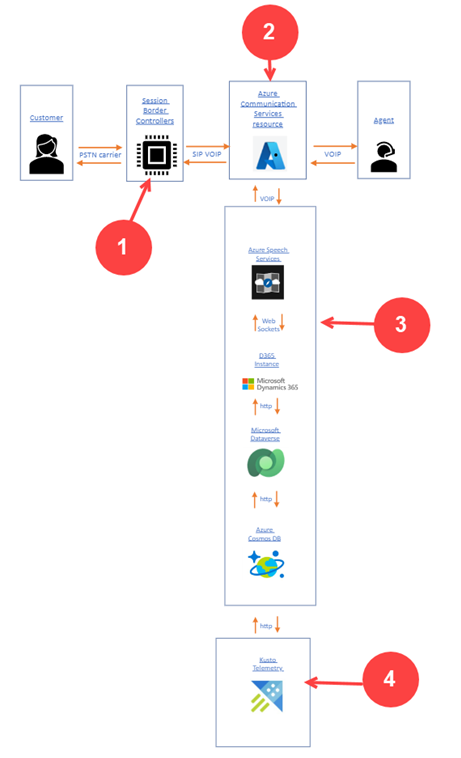 2
Customer
Session
Border
Controllers
Azure
Communication
Services
resource
Agent
PSTN carrier
SIP VOIP
VOIP
1
VOIP
Azure Speech
Services
Web
Sockets
3
D365
Instance
Microsoft
Dynamics 365
http
Microsoft
Dataverse
http
Azure
Cosmos DB
http
Kusto
Telemetry
4